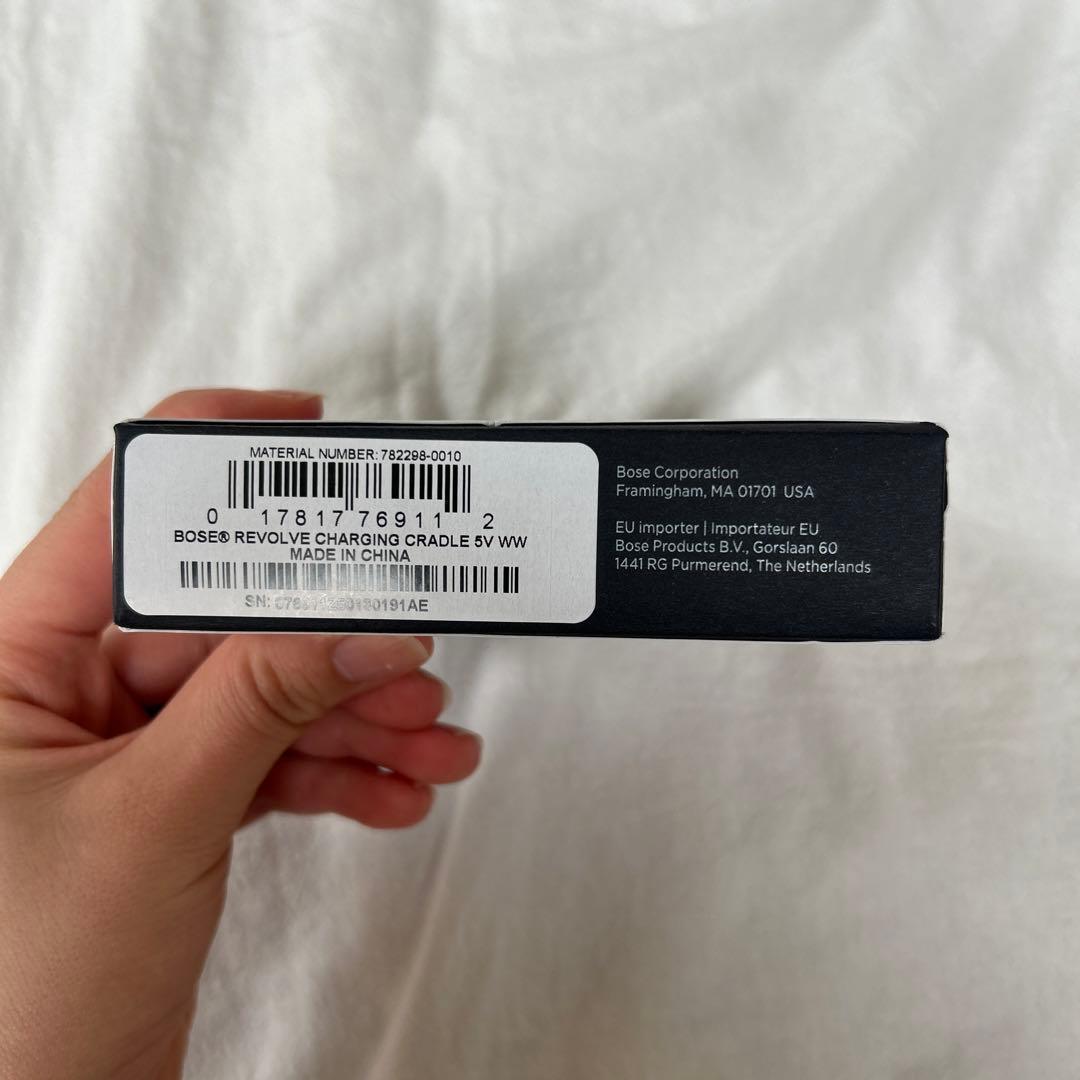 MATERIAL NUMBER: 782298-0010
0 17817 76911 2
BOSE® REVOLVE CHARGING CRADLE 5V WW
MADE IN CHINA
SN:
Bose Corporation
Framingham, MA 01701 USA
EU importer | Importateur EU
Bose Products B.V., Gorslaan 60
1441 RG Purmerend, The Netherlands